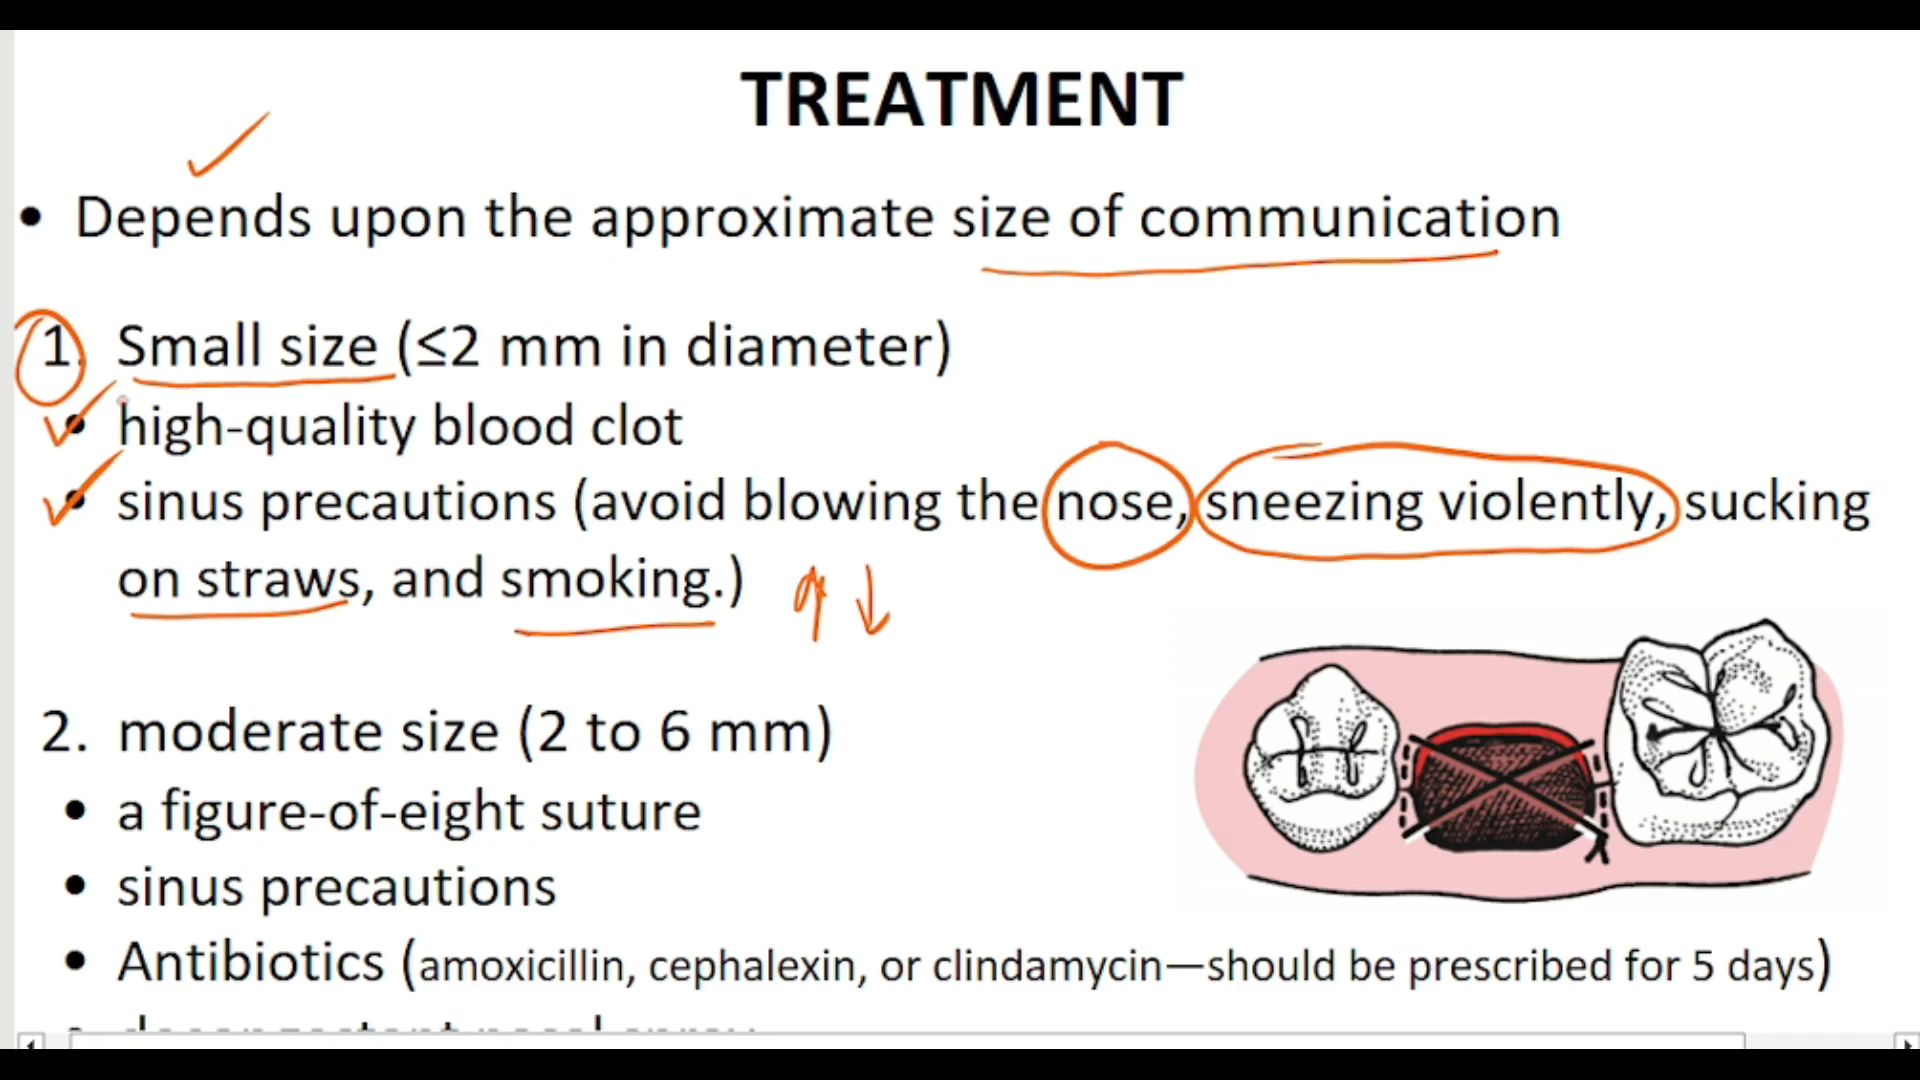 TREATMENT
• Depends upon the approximate size of communication
1. Small size (≤2 mm in diameter)
• high-quality blood clot
• sinus precautions (avoid blowing the nose, sneezing violently, sucking
on straws, and smoking.)
2. moderate size (2 to 6 mm)
• a figure-of-eight suture
• sinus precautions
• Antibiotics (amoxicillin, cephalexin, or clindamycin—should be prescribed for 5 days)